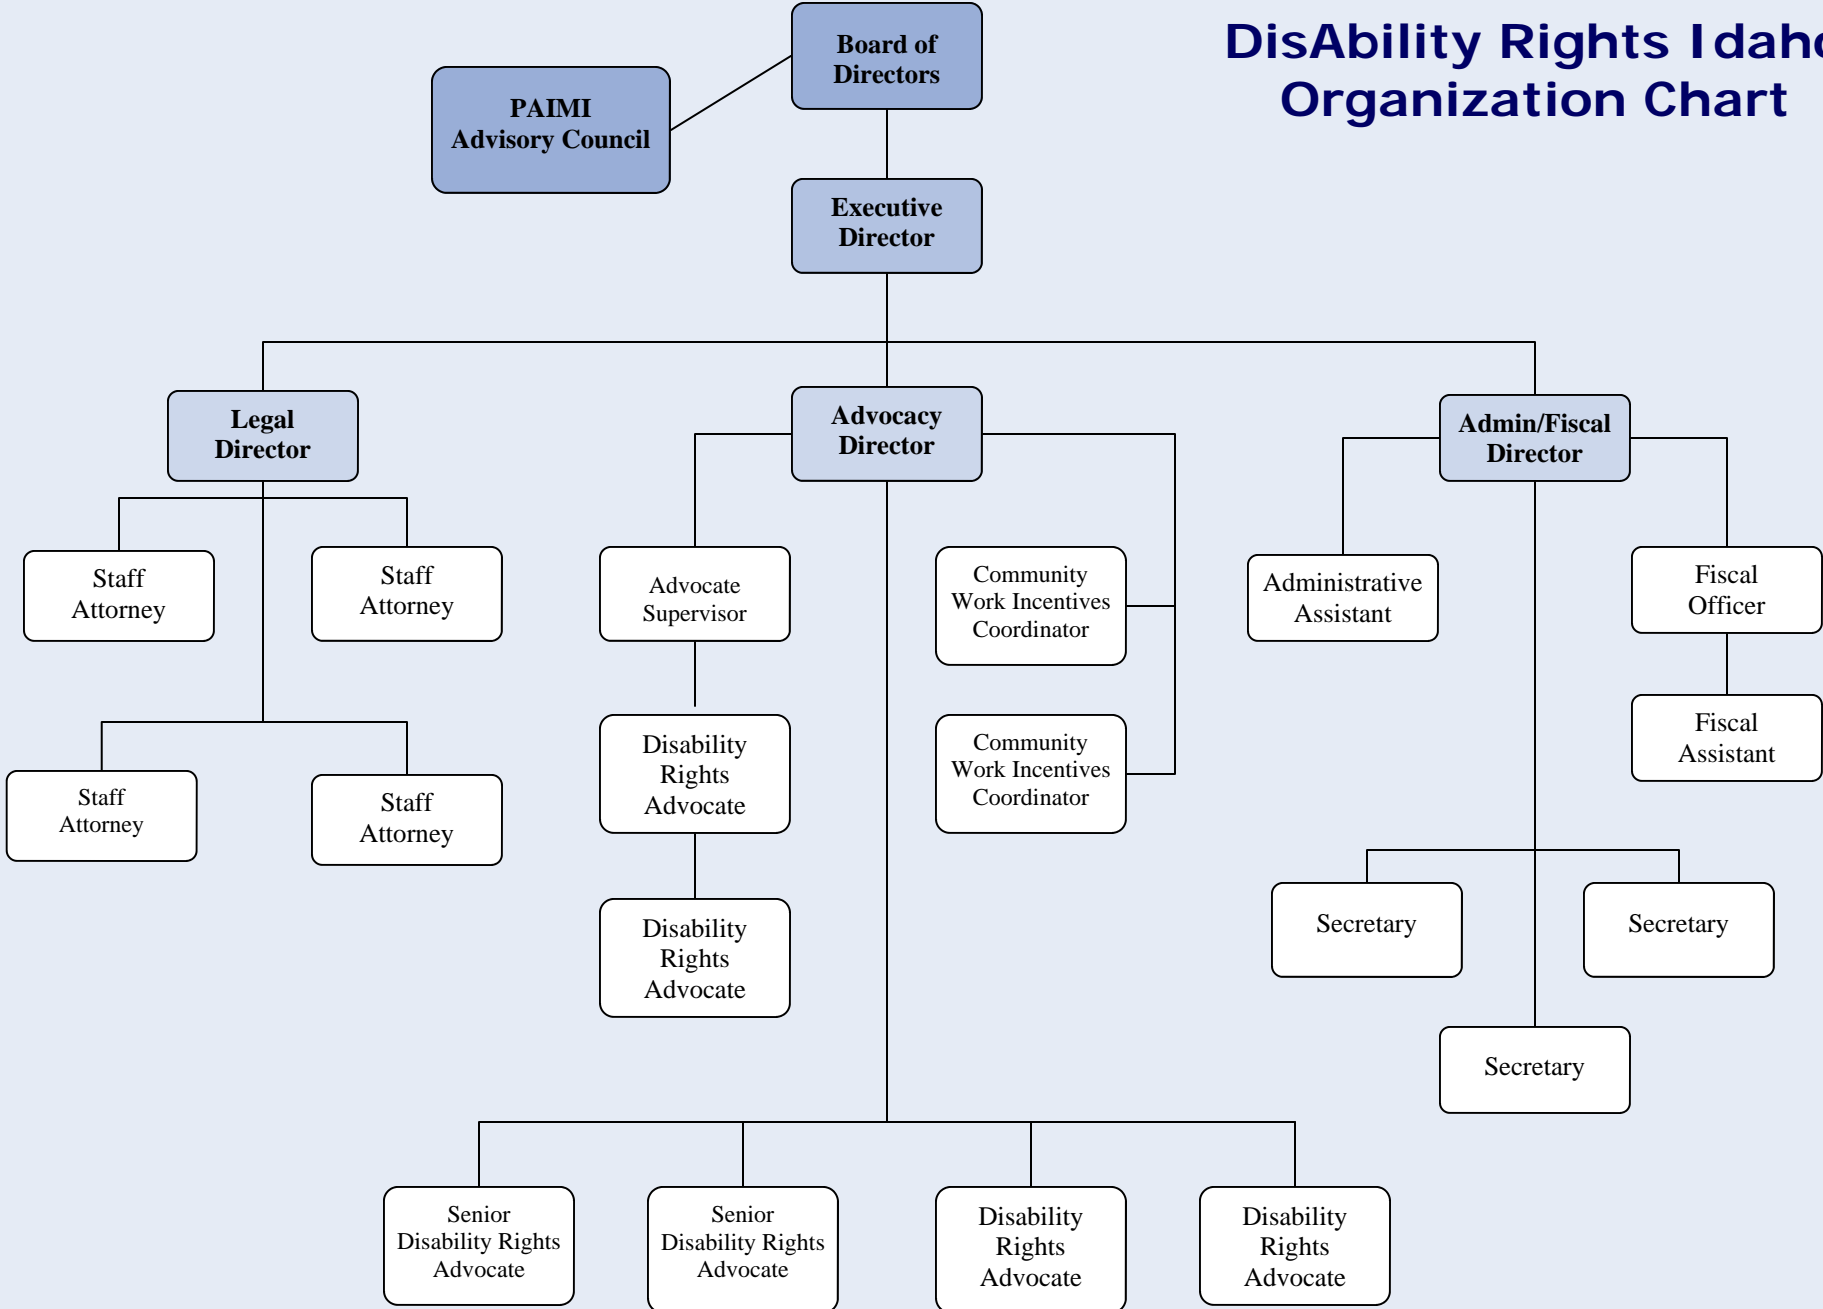 DisAbility Rights Idaho
Organization Chart
Board of
Directors
PAIMI
Advisory Council
Executive
Director
Legal
Director
Advocacy
Director
Admin/Fiscal
Director
Staff
Attorney
Staff
Attorney
Advocate
Supervisor
Community
Work Incentives
Coordinator
Administrative
Assistant
Fiscal
Officer
Staff
Attorney
Staff
Attorney
Disability
Rights
Advocate
Community
Work Incentives
Coordinator
Fiscal
Assistant
Disability
Rights
Advocate
Secretary
Secretary
Secretary
Senior
Disability Rights
Advocate
Senior
Disability Rights
Advocate
Disability
Rights
Advocate
Disability
Rights
Advocate